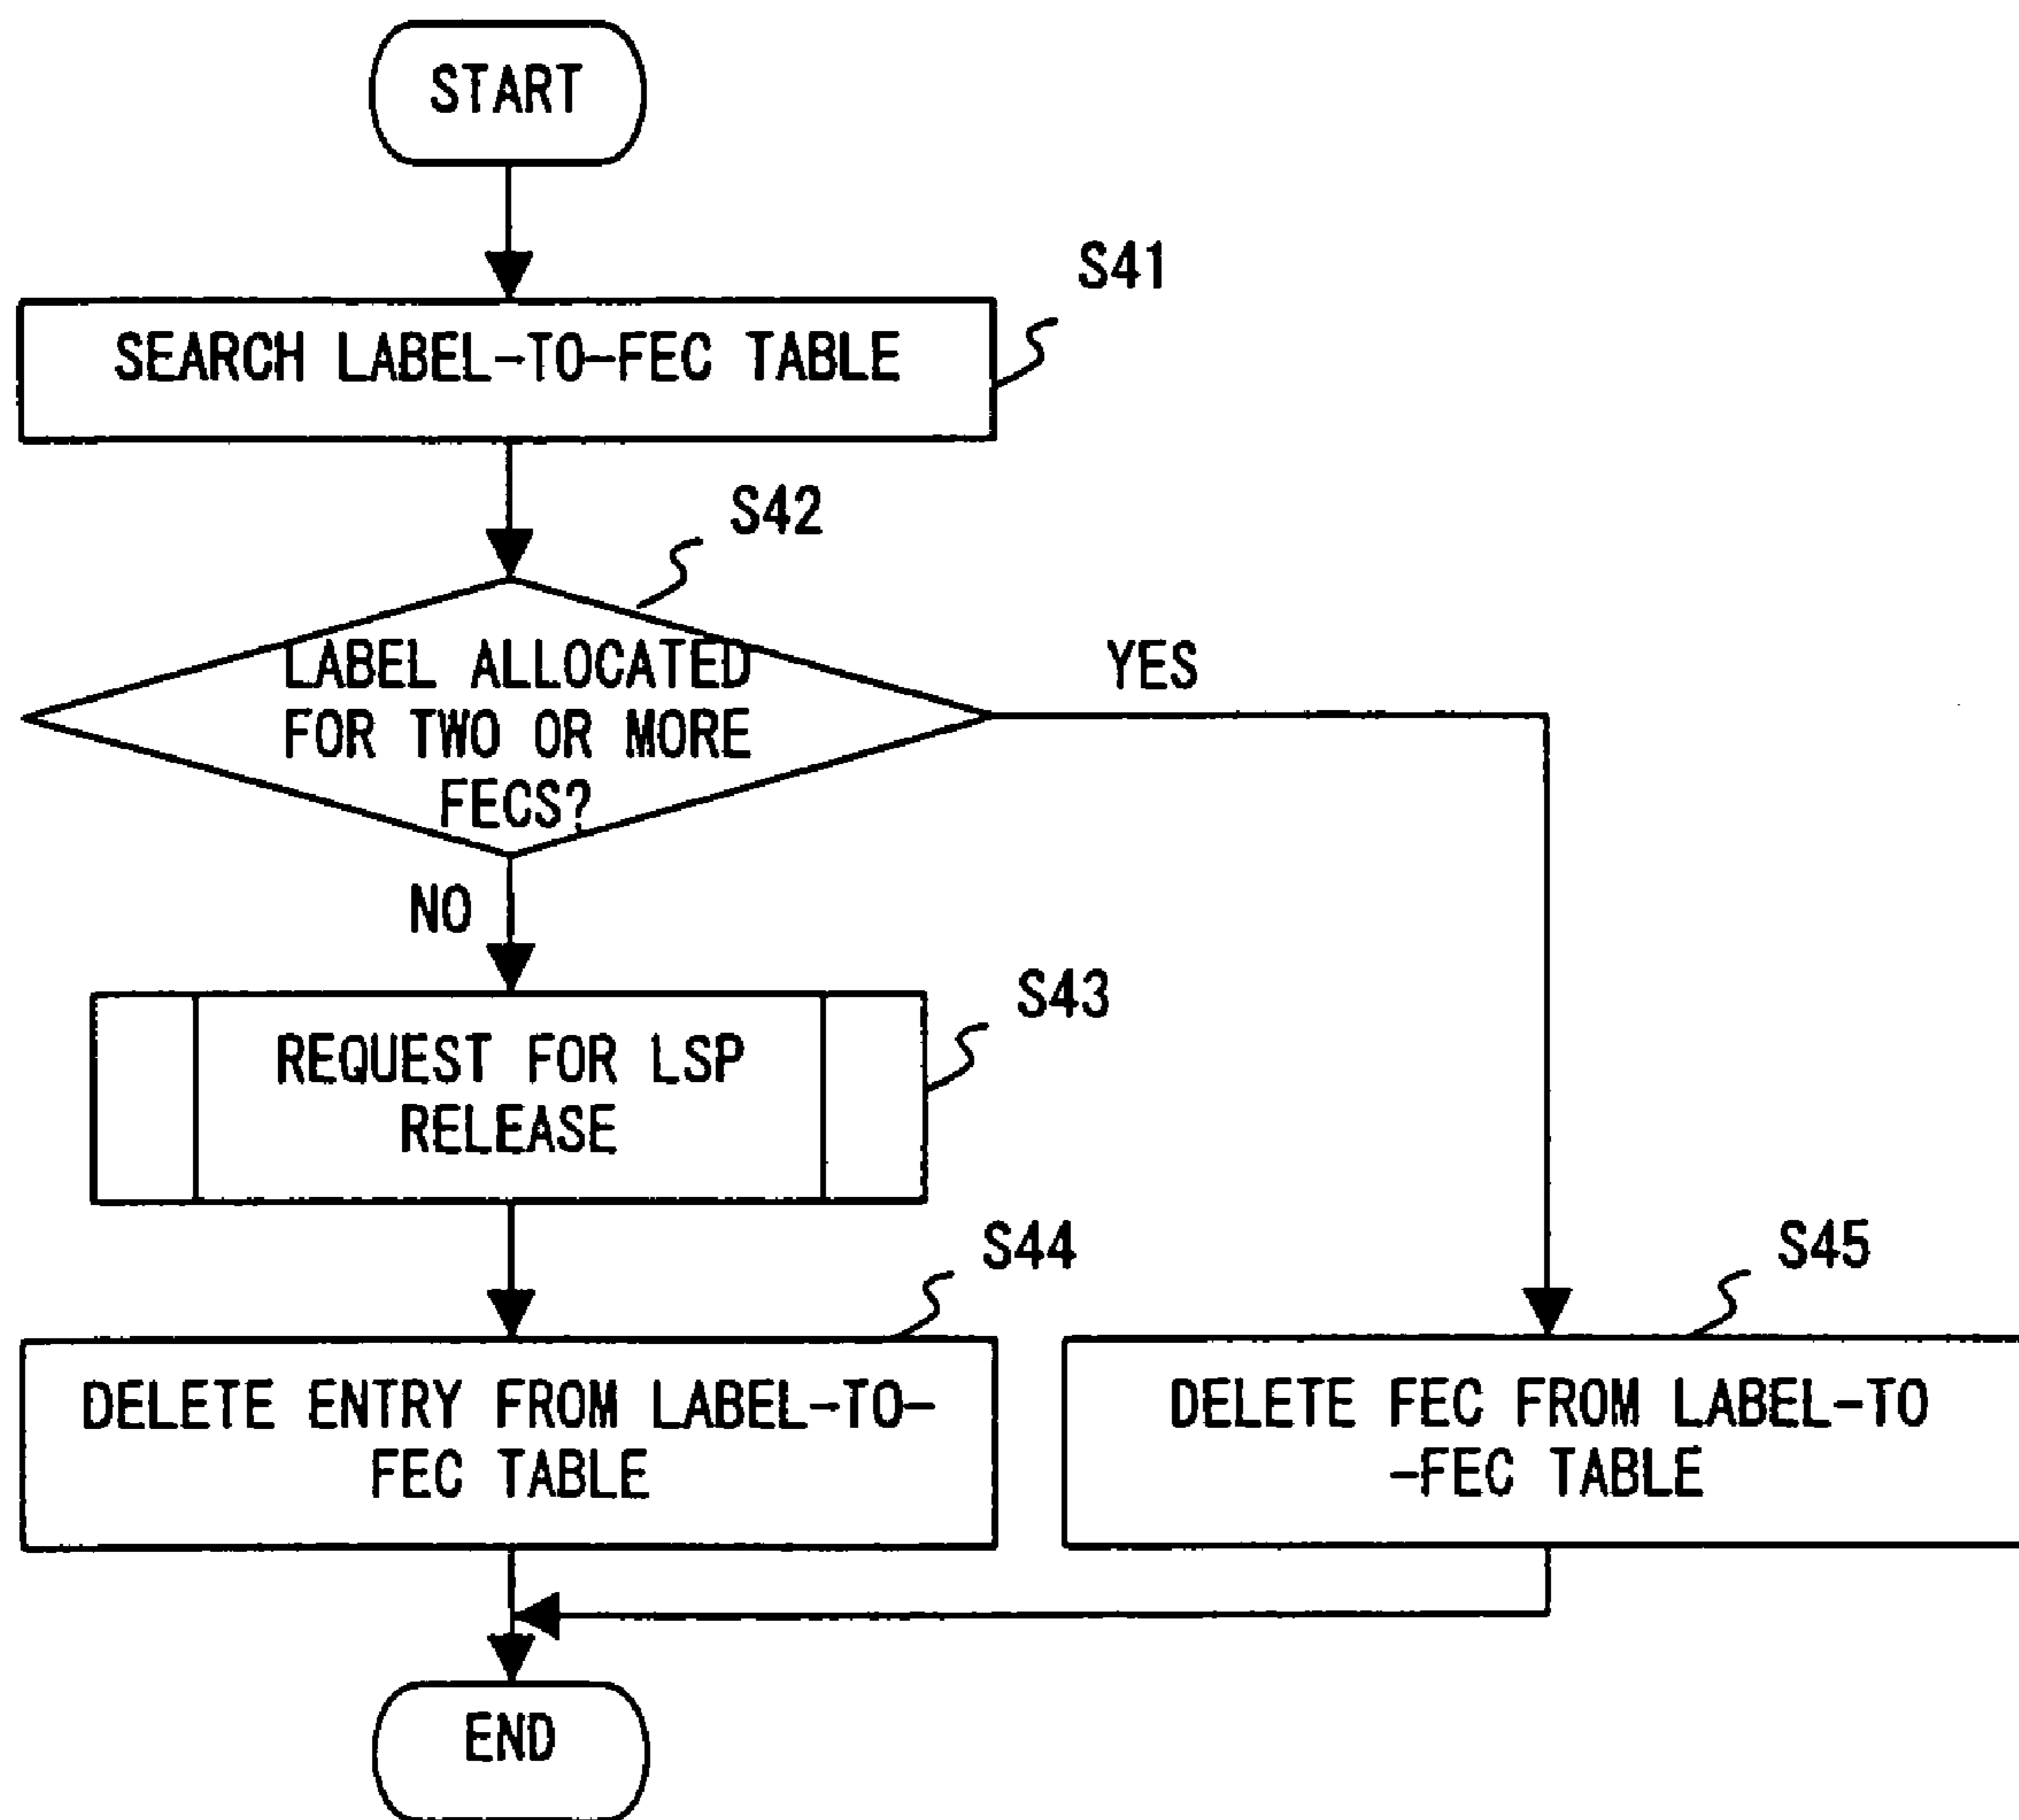 START
S41
SEARCH LABEL-TO-FEC TABLE
S42
LABEL ALLOCATED
FOR TWO OR MORE
FECS?
YES
NO
S43
REQUEST FOR LSP
RELEASE
S44
DELETE ENTRY FROM LABEL-TO-
FEC TABLE
S45
DELETE FEC FROM LABEL-TO
-FEC TABLE
END